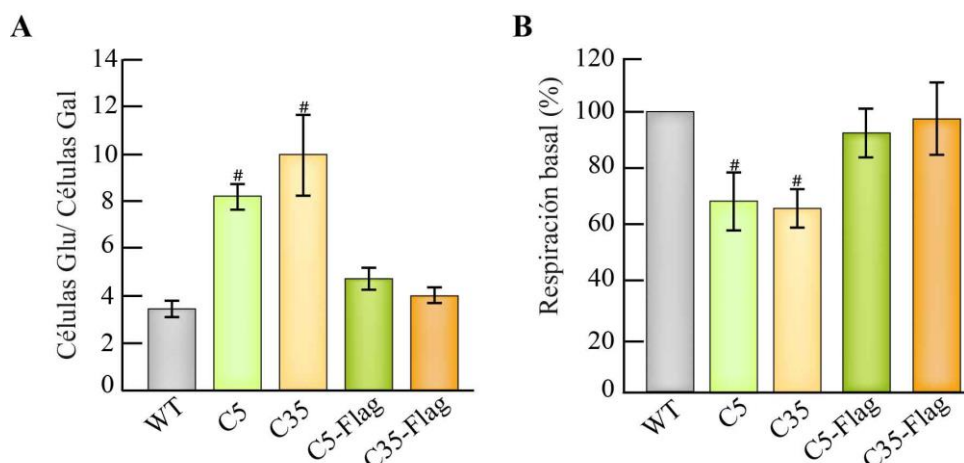 A
Células Glu/ Células Gal
14
12
10
8
6
4
2
0
#
#
WT
C5
C35
C5-Flag
C35-Flag
B
Respiración basal (%)
120
100
80
60
40
20
0
#
#
WT
C5
C35
C5-Flag
C35-Flag